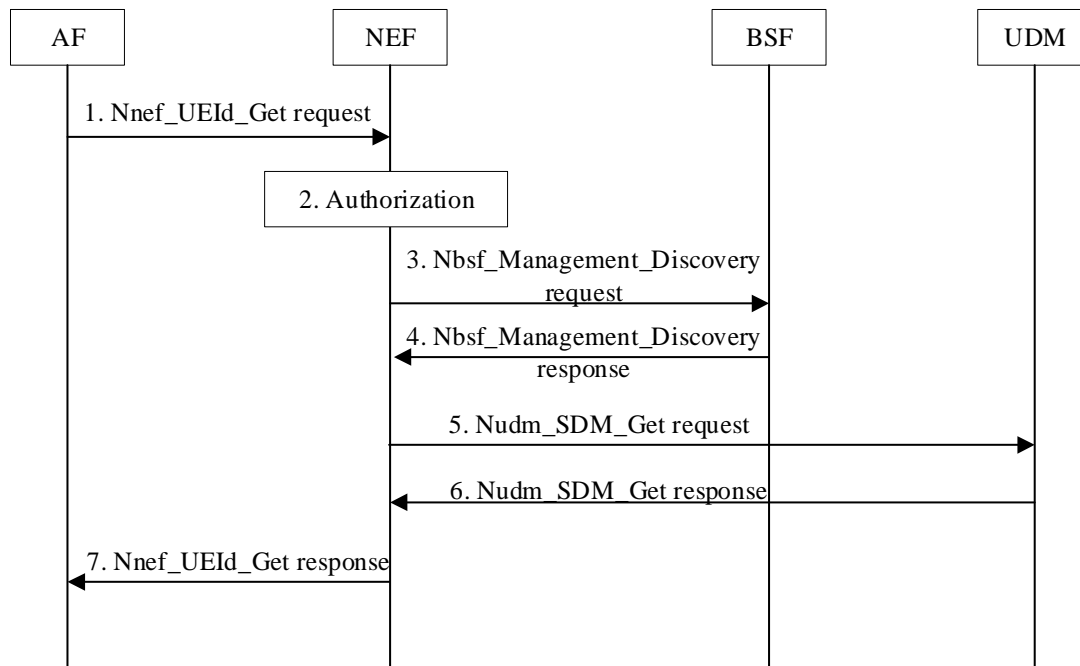 AF
NEF
BSF
UDM
1. Nnef_UEId_Get request
2. Authorization
3. Nbsf_Management_Discovery
request
4. Nbsf_Management_Discovery
response
5. Nudm_SDM_Get request
6. Nudm_SDM_Get response
7. Nnef_UEId_Get response